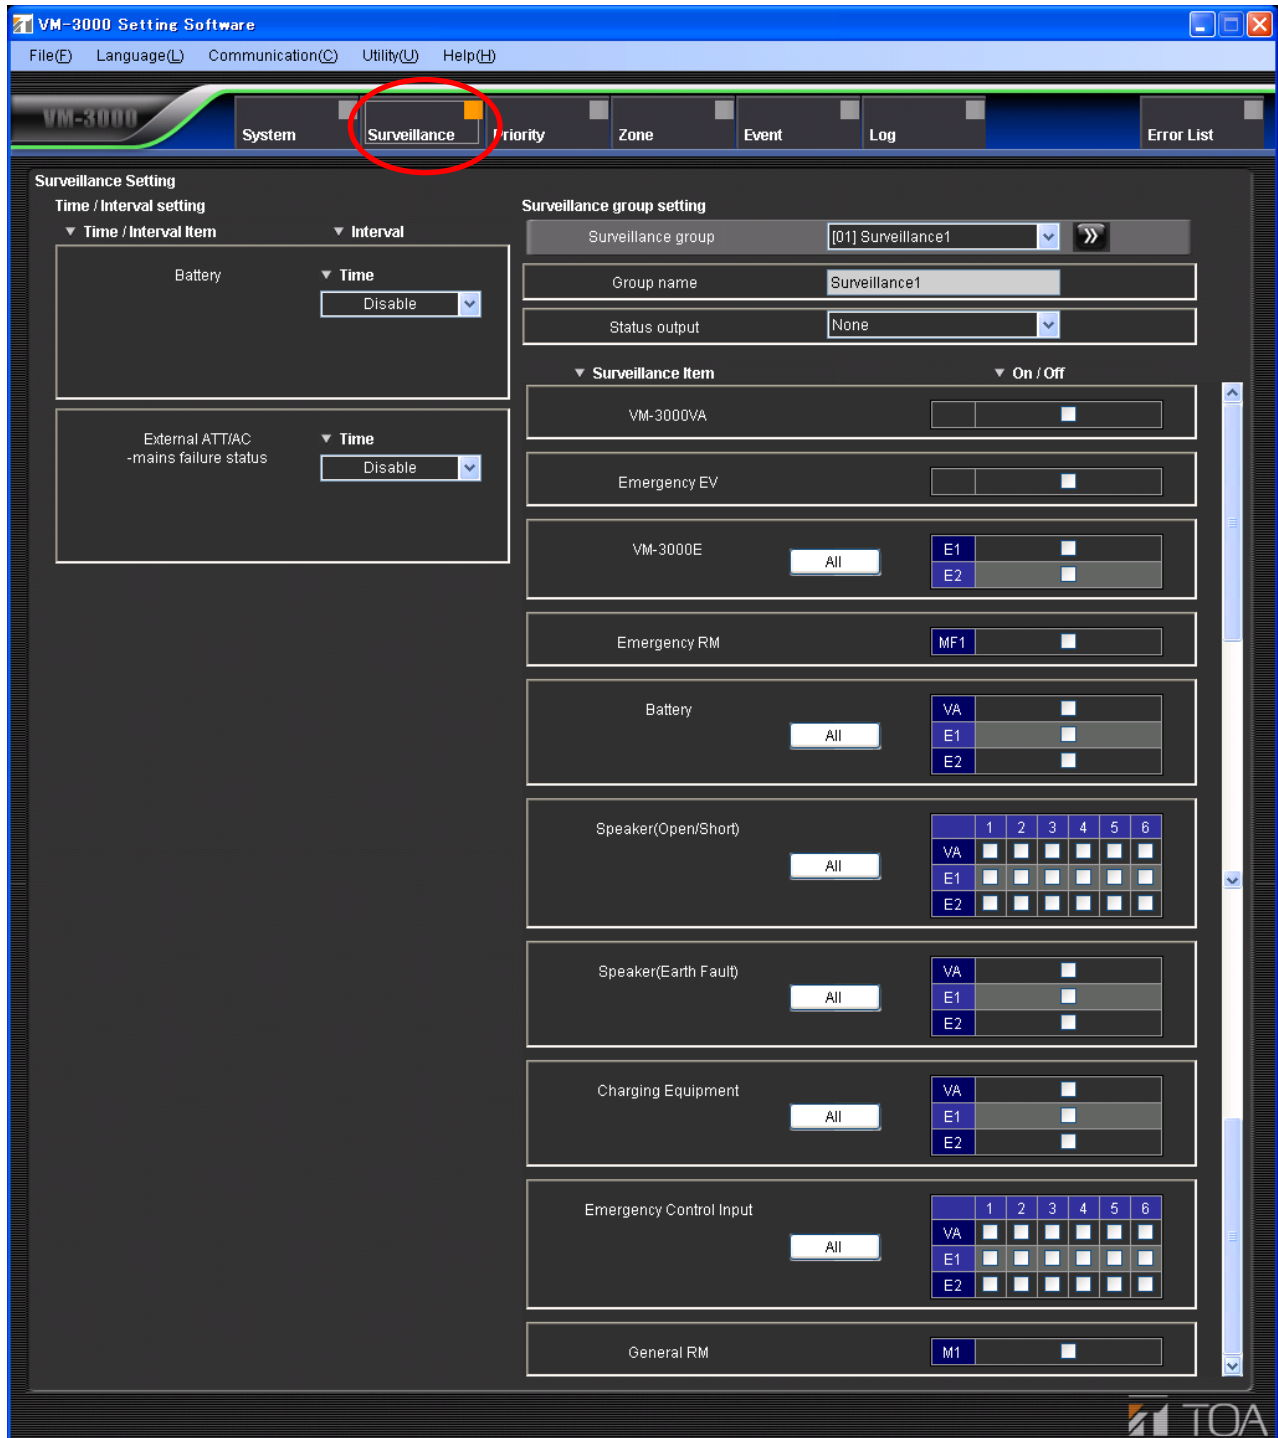 VM-3000 Setting Software
File(F) Language(L) Communication(C) Utility(U) Help(H)
VM-3000
System Surveillance Priority Zone Event Log Error List
Surveillance Setting
Time / Interval setting
Time / Interval Item Interval
Battery Time
Disable
External ATT/AC Time
-mains failure status Disable
Surveillance group setting
Surveillance group [01] Surveillance1
Group name Surveillance1
Status output None
Surveillance Item On / Off
VM-3000VA
Emergency EV
VM-3000E All E1
E2
Emergency RM MF1
Battery All VA
E1
E2
Speaker(Open/Short) All 1 2 3 4 5 6
VA
E1
E2
Speaker(Earth Fault) All VA
E1
E2
Charging Equipment All VA
E1
E2
Emergency Control Input All 1 2 3 4 5 6
VA
E1
E2
General RM M1
TOA